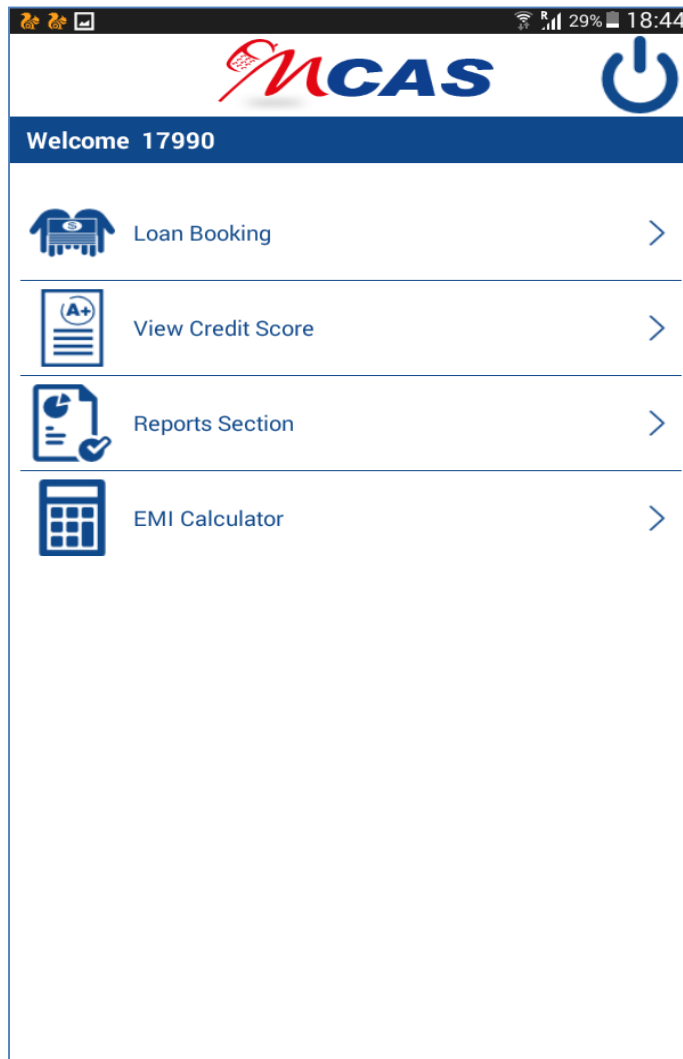 R 29% 18:44
mCAS
Welcome 17990
$
Loan Booking
A+
View Credit Score
Reports Section
EMI Calculator